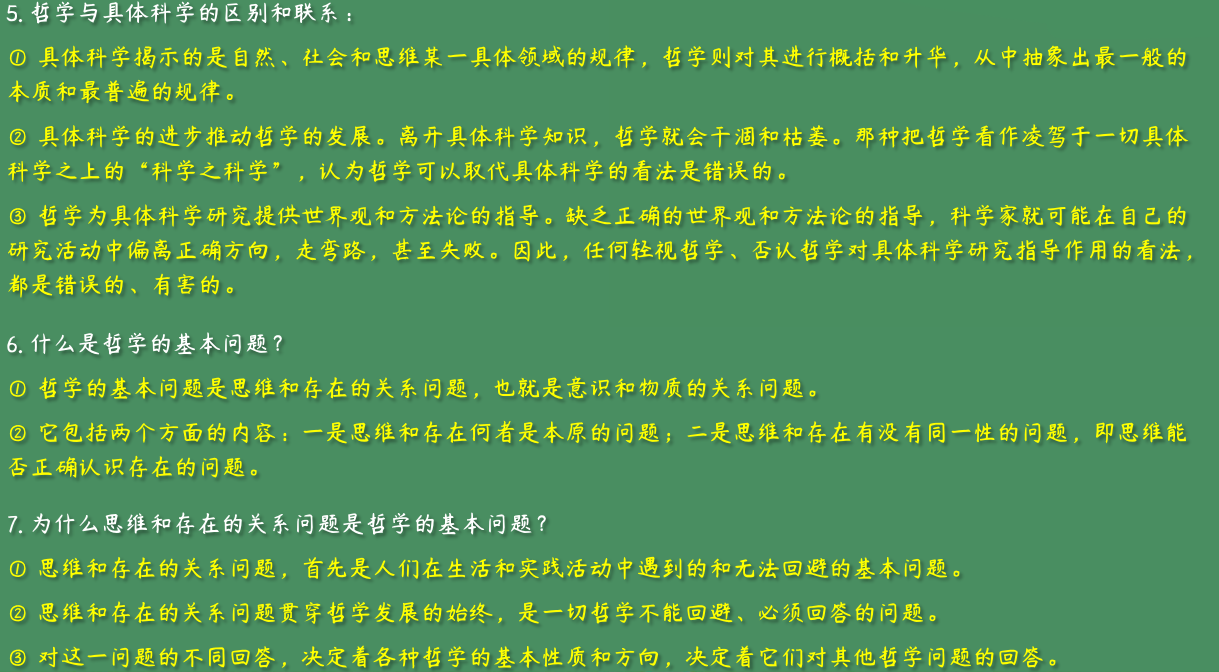 5. 哲学与具体科学的区别和联系：
① 具体科学揭示的是自然、社会和思维某一具体领域的规律，哲学则对其进行概括和升华，从中抽象出最一般的
本质和最普遍的规律。
② 具体科学的进步推动哲学的发展。离开具体科学知识，哲学就会干涸和枯萎。那种把哲学看作凌驾于一切具体
科学之上的“科学之科学”，认为哲学可以取代具体科学的看法是错误的。
③ 哲学为具体科学研究提供世界观和方法论的指导。缺乏正确的世界观和方法论的指导，科学家就可能在自己的
研究活动中偏离正确方向，走弯路，甚至失败。因此，任何轻视哲学、否认哲学对具体科学研究指导作用的看法，
都是错误的、有害的。
6. 什么是哲学的基本问题？
① 哲学的基本问题是思维和存在的关系问题，也就是意识和物质的关系问题。
② 它包括两个方面的内容：一是思维和存在何者是本原的问题；二是思维和存在有没有同一性的问题，即思维能
否正确认识存在的问题。
7. 为什么思维和存在的关系问题是哲学的基本问题？
① 思维和存在的关系问题，首先是人们在生活和实践活动中遇到的和无法回避的基本问题。
② 思维和存在的关系问题贯穿哲学发展的始终，是一切哲学不能回避、必须回答的问题。
③ 对这一问题的不同回答，决定着各种哲学的基本性质和方向，决定着它们对其他哲学问题的回答。